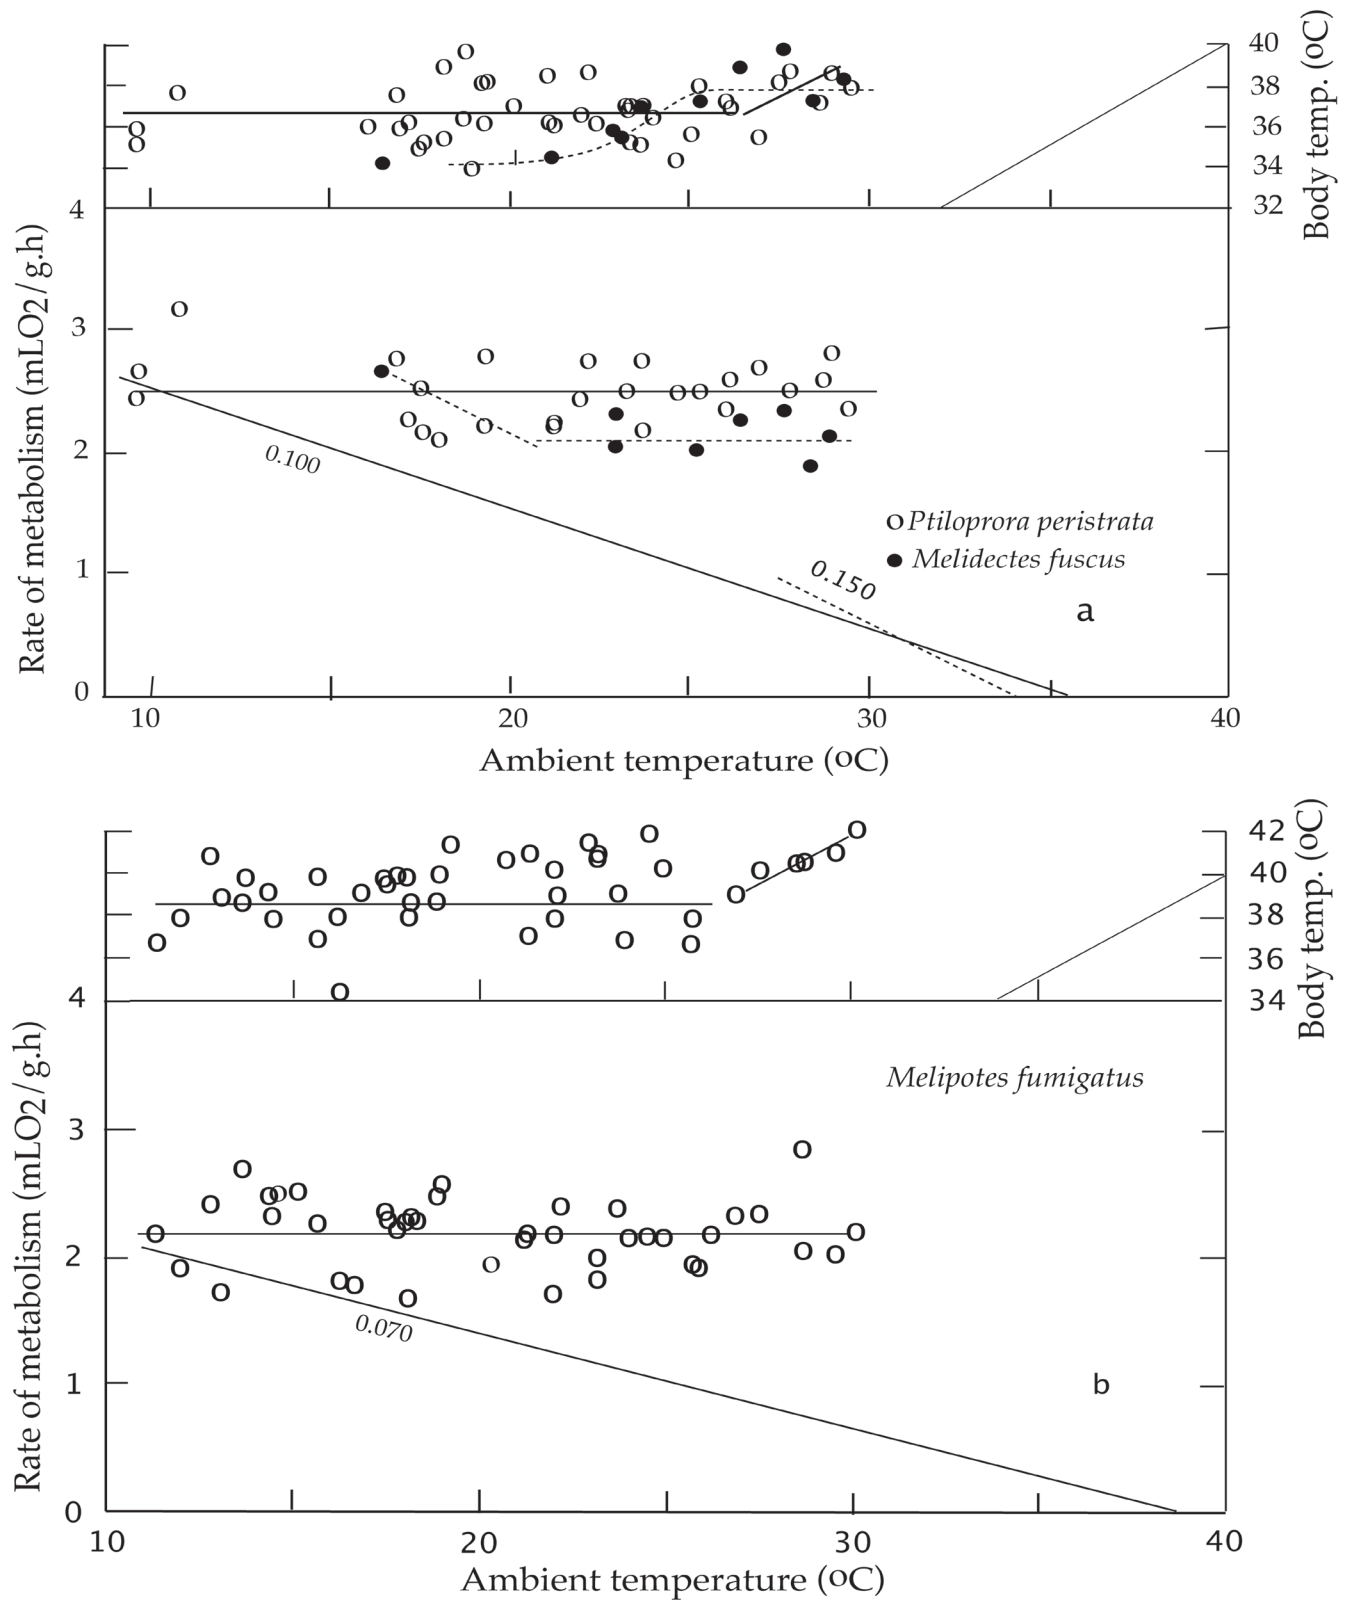 40
38
36
34
32
Body temp. (oC)
4
3
2
1
0
Rate of metabolism (mLO2/g.h)
0.100
Ptiloprora peristrata
Melidectes fuscus
0.150
a
10
20
30
40
Ambient temperature (oC)
42
40
38
36
34
Body temp. (oC)
4
3
2
1
0
Rate of metabolism (mLO2/g.h)
Melipotes fumigatus
0.070
b
10
20
30
40
Ambient temperature (oC)